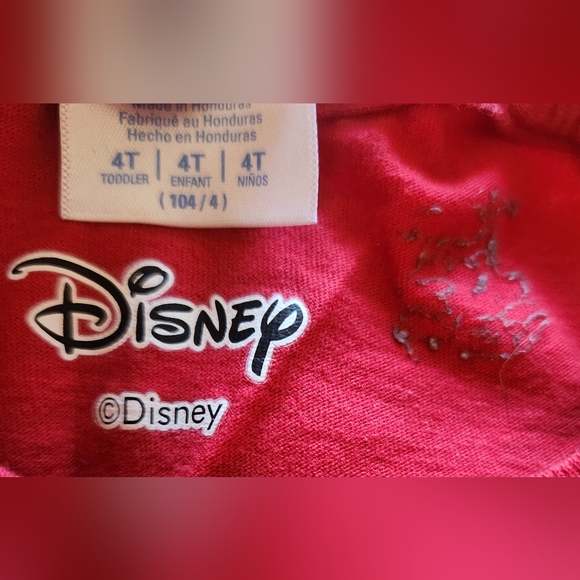 Made in Honduras
Fabriqué au Honduras
Hecho en Honduras
4T | 4T | 4T
TODDLER | ENFANT | NIÑOS
(104/4)
Disney
©Disney